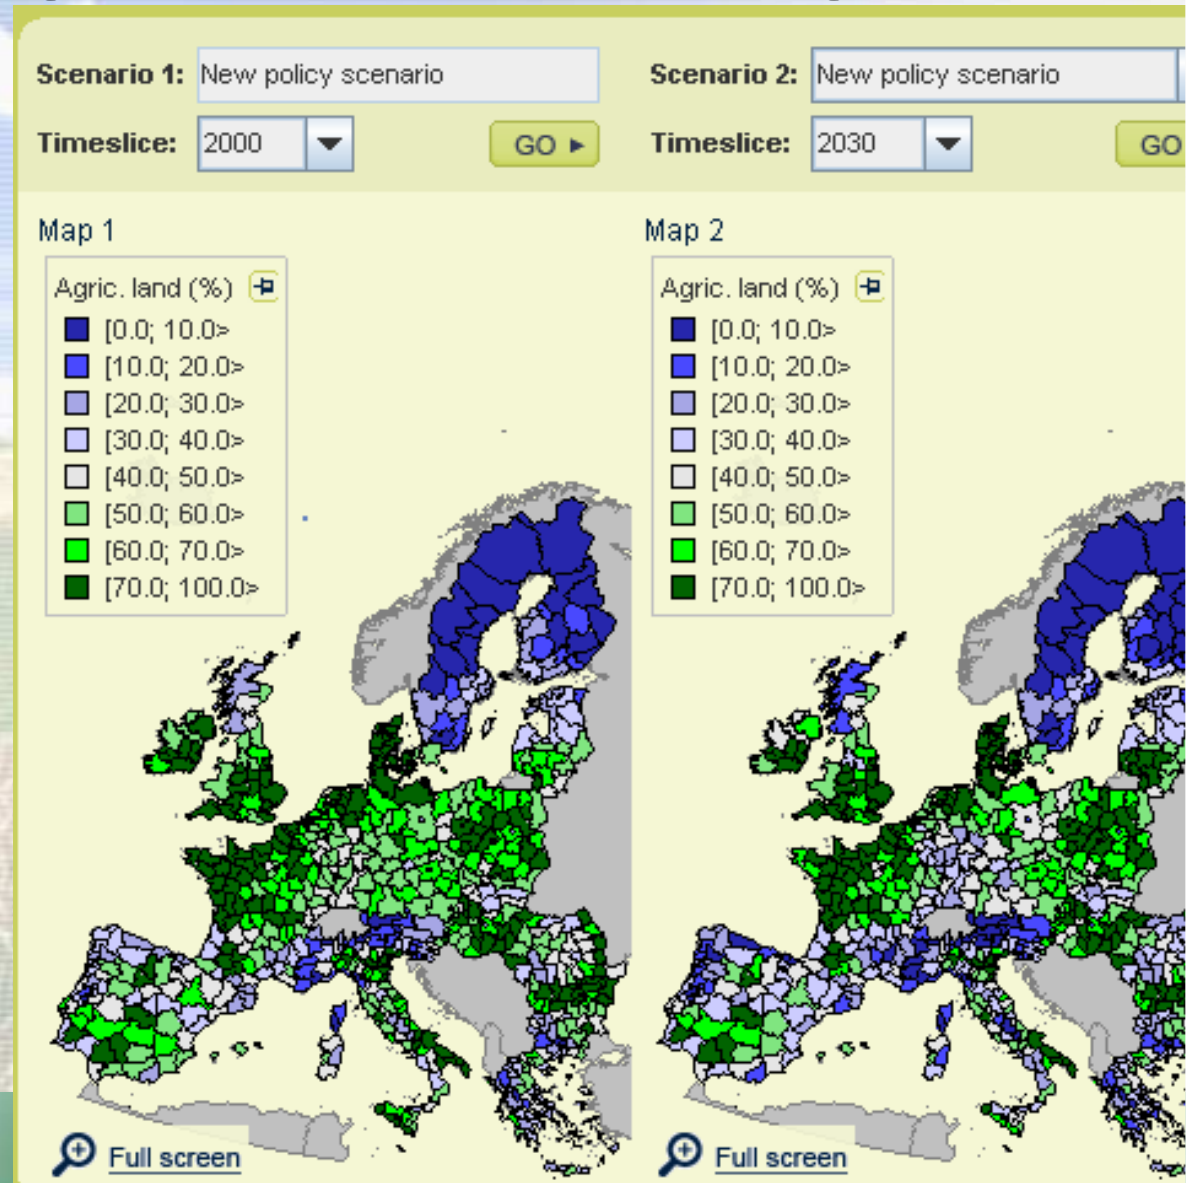 Scenario 1: New policy scenario
Timeslice: 2000 GO
Map 1
Agric. land (%)
[0.0; 10.0>
[10.0; 20.0>
[20.0; 30.0>
[30.0; 40.0>
[40.0; 50.0>
[50.0; 60.0>
[60.0; 70.0>
[70.0; 100.0>
Full screen
Scenario 2: New policy scenario
Timeslice: 2030 GO
Map 2
Agric. land (%)
[0.0; 10.0>
[10.0; 20.0>
[20.0; 30.0>
[30.0; 40.0>
[40.0; 50.0>
[50.0; 60.0>
[60.0; 70.0>
[70.0; 100.0>
Full screen